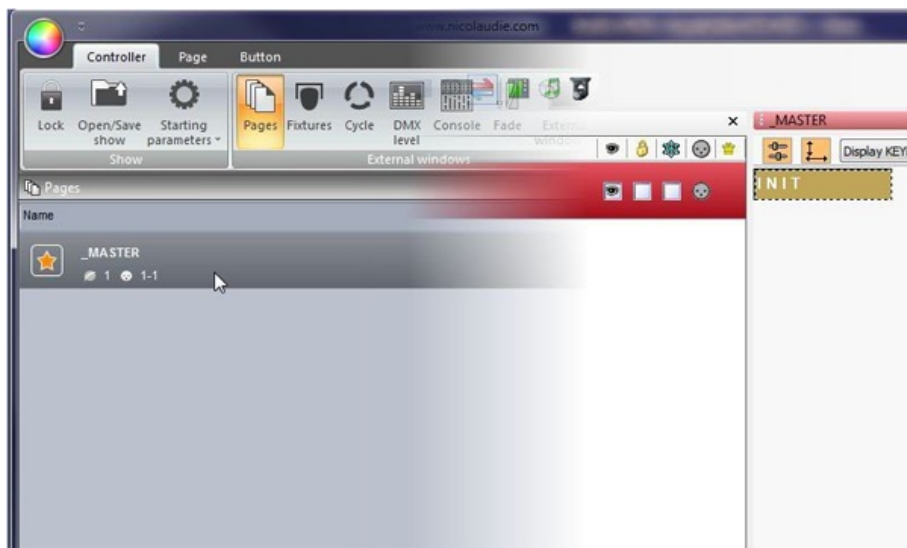 www.nicolaudie.com
Controller Page Button
Lock Open/Save show Starting parameters Pages Fixtures Cycle DMX level Console Fade External window
Show External windows
Pages
Name
_MASTER
1 1-1
_MASTER
Display KEY
INIT